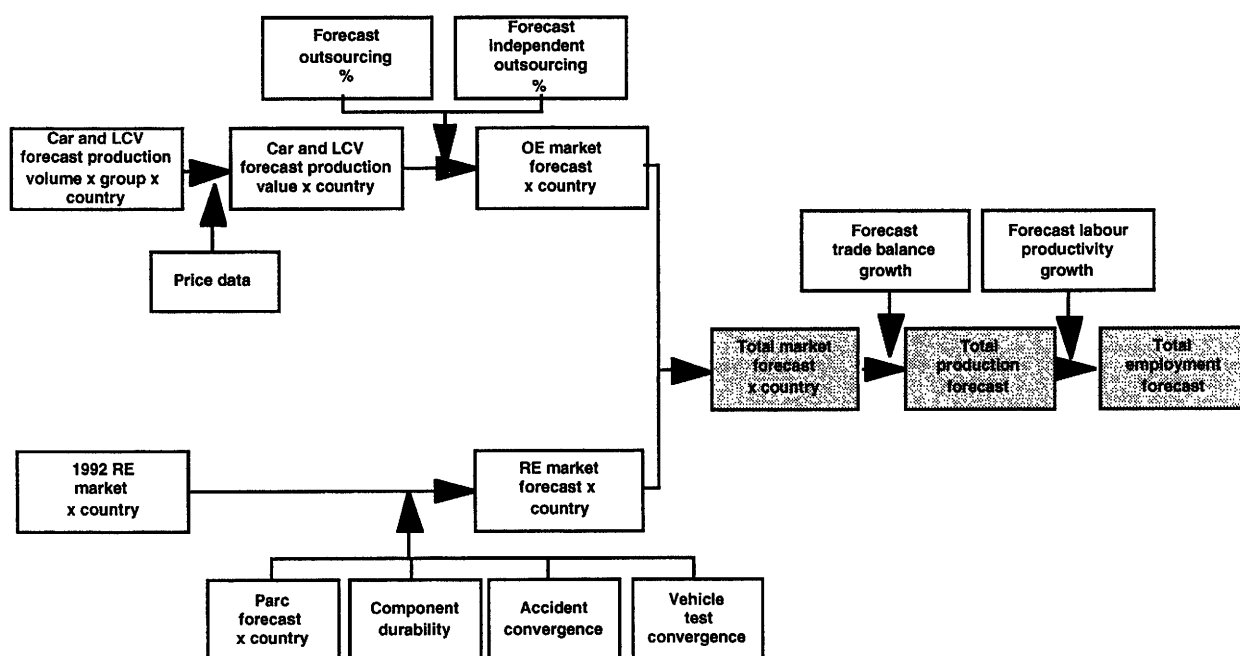 Forecast
outsourcing
%
Forecast
independent
outsourcing
%
Car and LCV
forecast production
volume x group x
country
Car and LCV
forecast production
value x country
OE market
forecast
x country
Price data
Forecast
trade balance
growth
Forecast labour
productivity
growth
Total market
forecast
x country
Total
production
forecast
Total
employment
forecast
1992 RE
market
x country
RE market
forecast x
country
Parc
forecast
x country
Component
durability
Accident
convergence
Vehicle
test
convergence